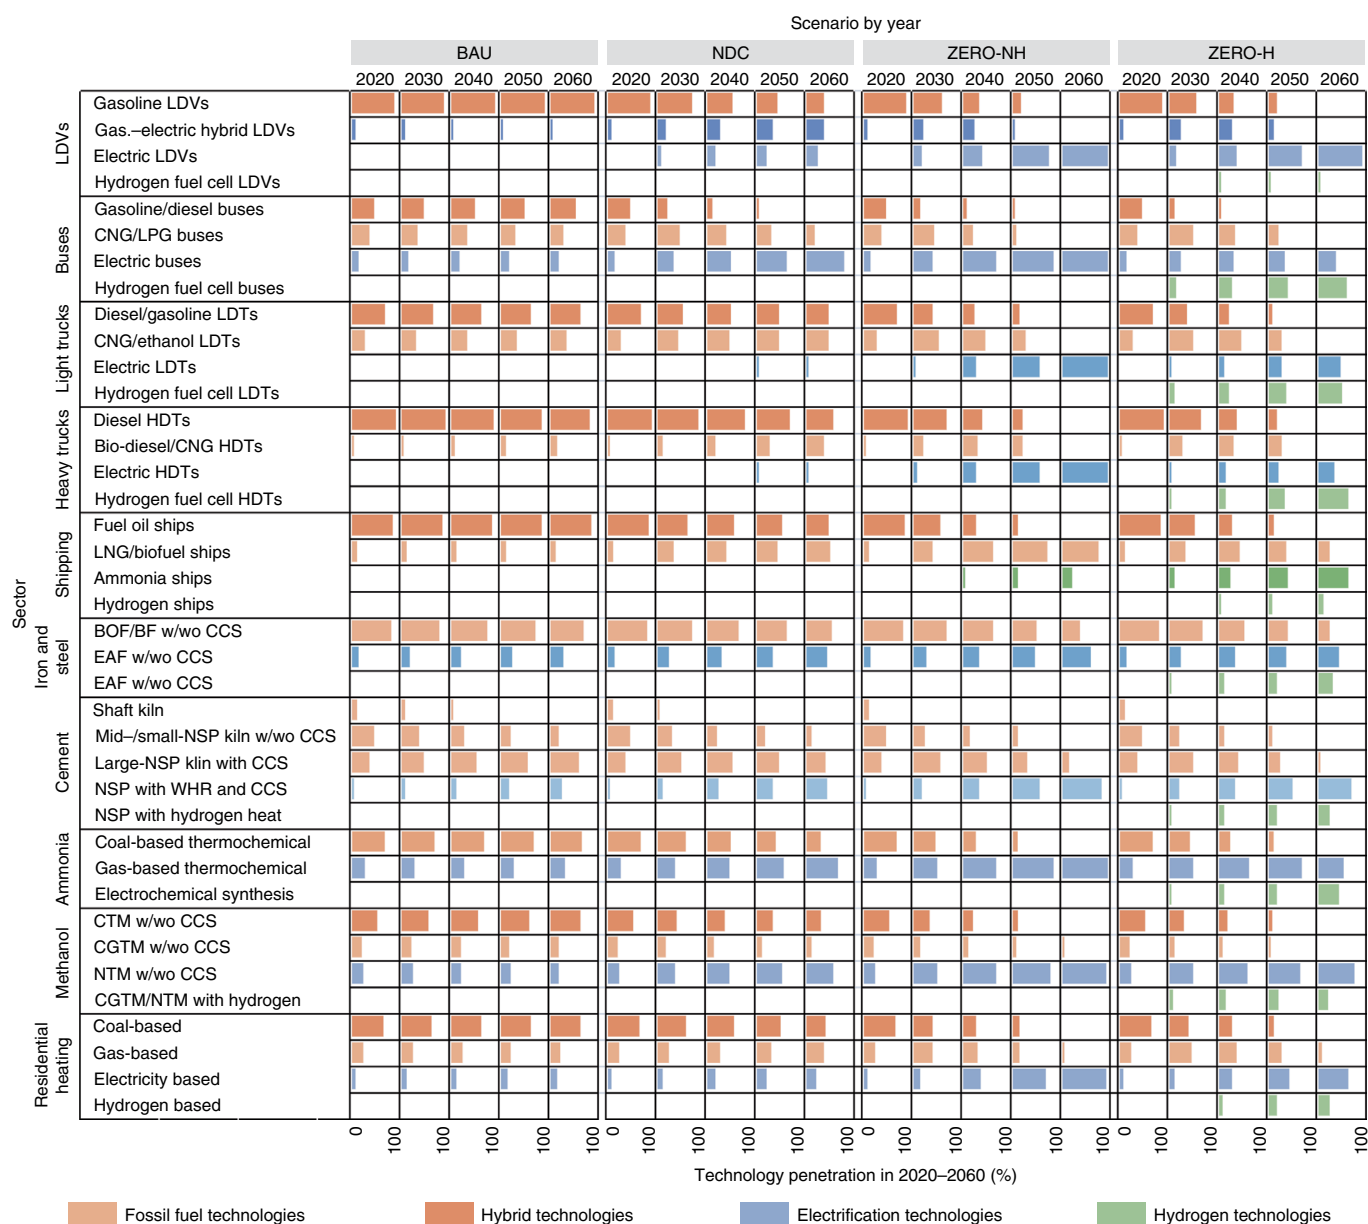 Scenario by year
BAU NDC ZERO-NH ZERO-H
2020 2030 2040 2050 2060 2020 2030 2040 2050 2060 2020 2030 2040 2050 2060 2020 2030 2040 2050 2060
Sector
LDVs
Gasoline LDVs
Gas.–electric hybrid LDVs
Electric LDVs
Hydrogen fuel cell LDVs
Buses
Gasoline/diesel buses
CNG/LPG buses
Electric buses
Hydrogen fuel cell buses
Light trucks
Diesel/gasoline LDTs
CNG/ethanol LDTs
Electric LDTs
Hydrogen fuel cell LDTs
Heavy trucks
Diesel HDTs
Bio-diesel/CNG HDTs
Electric HDTs
Hydrogen fuel cell HDTs
Shipping
Fuel oil ships
LNG/biofuel ships
Ammonia ships
Hydrogen ships
Iron and
steel
BOF/BF w/wo CCS
EAF w/wo CCS
EAF w/wo CCS
Cement
Shaft kiln
Mid–/small-NSP kiln w/wo CCS
Large-NSP klin with CCS
NSP with WHR and CCS
NSP with hydrogen heat
Ammonia
Coal-based thermochemical
Gas-based thermochemical
Electrochemical synthesis
Methanol
CTM w/wo CCS
CGTM w/wo CCS
NTM w/wo CCS
CGTM/NTM with hydrogen
Residential
heating
Coal-based
Gas-based
Electricity based
Hydrogen based
0 100 100 100 100 100 0 100 100 100 100 100 0 100 100 100 100 100 0 100 100 100 100 100
Technology penetration in 2020–2060 (%)
Fossil fuel technologies Hybrid technologies Electrification technologies Hydrogen technologies